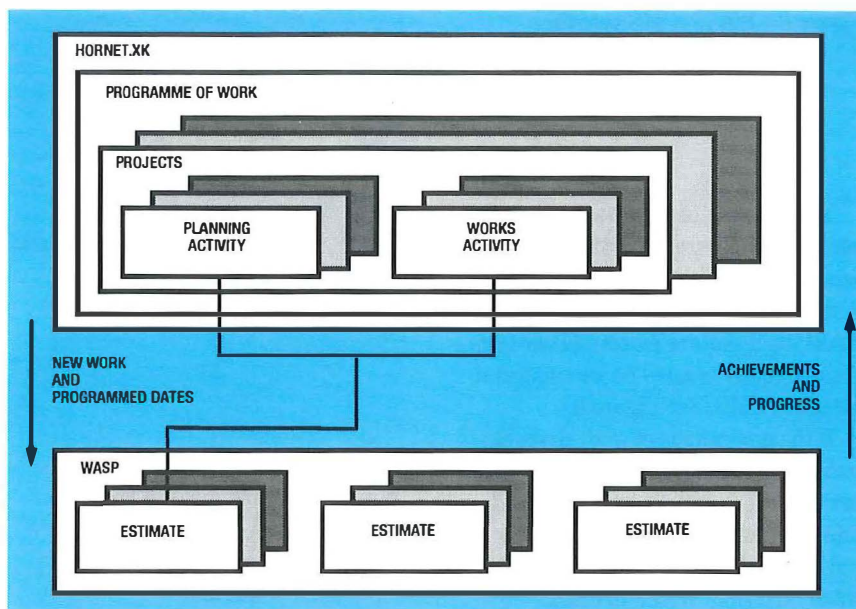 HORNET.XK
PROGRAMME OF WORK
PROJECTS
PLANNING
ACTIVITY
WORKS
ACTIVITY
NEW WORK
AND
PROGRAMMED DATES
ACHIEVEMENTS
AND
PROGRESS
WASP
ESTIMATE
ESTIMATE
ESTIMATE